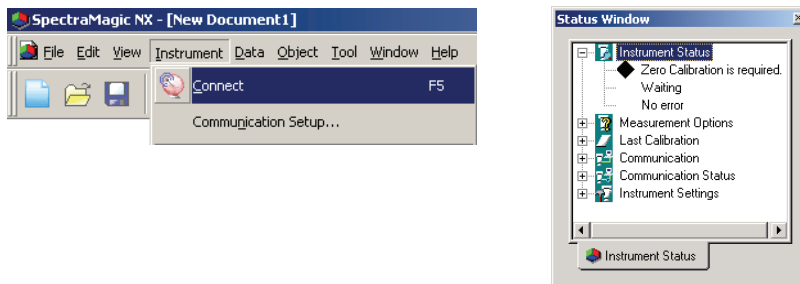 SpectraMagic NX - [New Document1]
File Edit View Instrument Data Object Tool Window Help
Connect F5
Communication Setup...
Status Window
Instrument Status
Zero Calibration is required.
Waiting
No error
Measurement Options
Last Calibration
Communication
Communication Status
Instrument Settings
Instrument Status